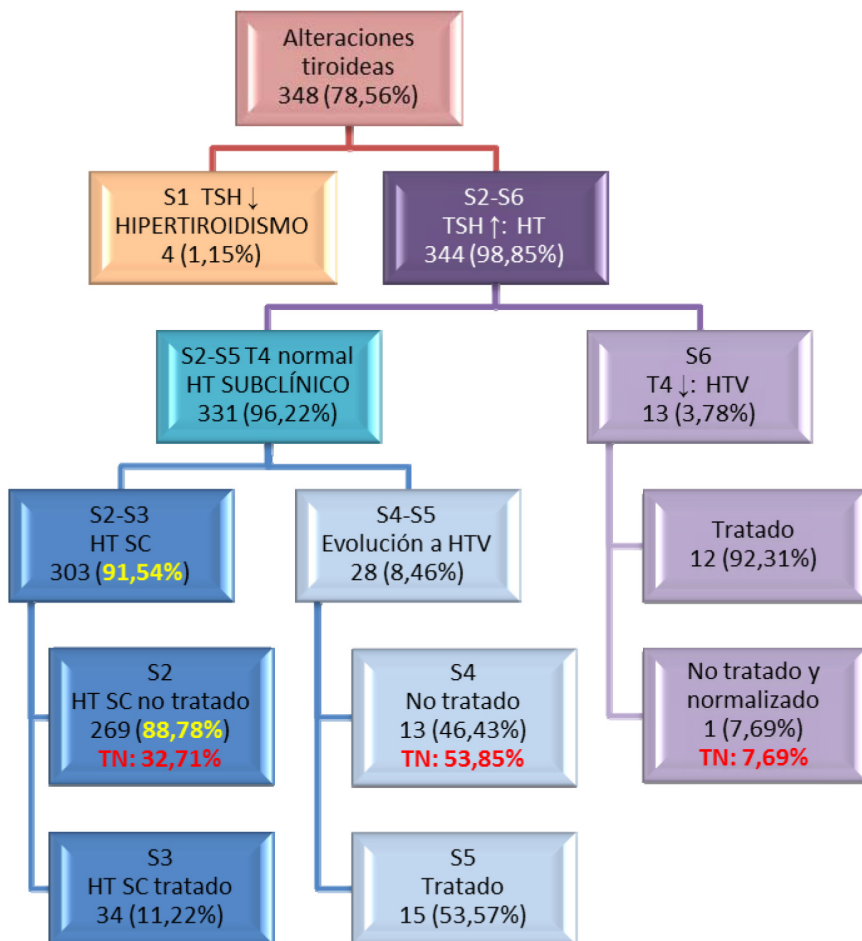 Alteraciones
tiroideas
348 (78,56%)
S1 TSH ↓
HIPERTIROIDISMO
4 (1,15%)
S2-S6
TSH ↑: HT
344 (98,85%)
S2-S5 T4 normal
HT SUBCLÍNICO
331 (96,22%)
S6
T4 ↓: HTV
13 (3,78%)
S2-S3
HT SC
303 (91,54%)
S4-S5
Evolución a HTV
28 (8,46%)
Tratado
12 (92,31%)
S2
HT SC no tratado
269 (88,78%)
TN: 32,71%
S4
No tratado
13 (46,43%)
TN: 53,85%
No tratado y
normalizado
1 (7,69%)
TN: 7,69%
S3
HT SC tratado
34 (11,22%)
S5
Tratado
15 (53,57%)